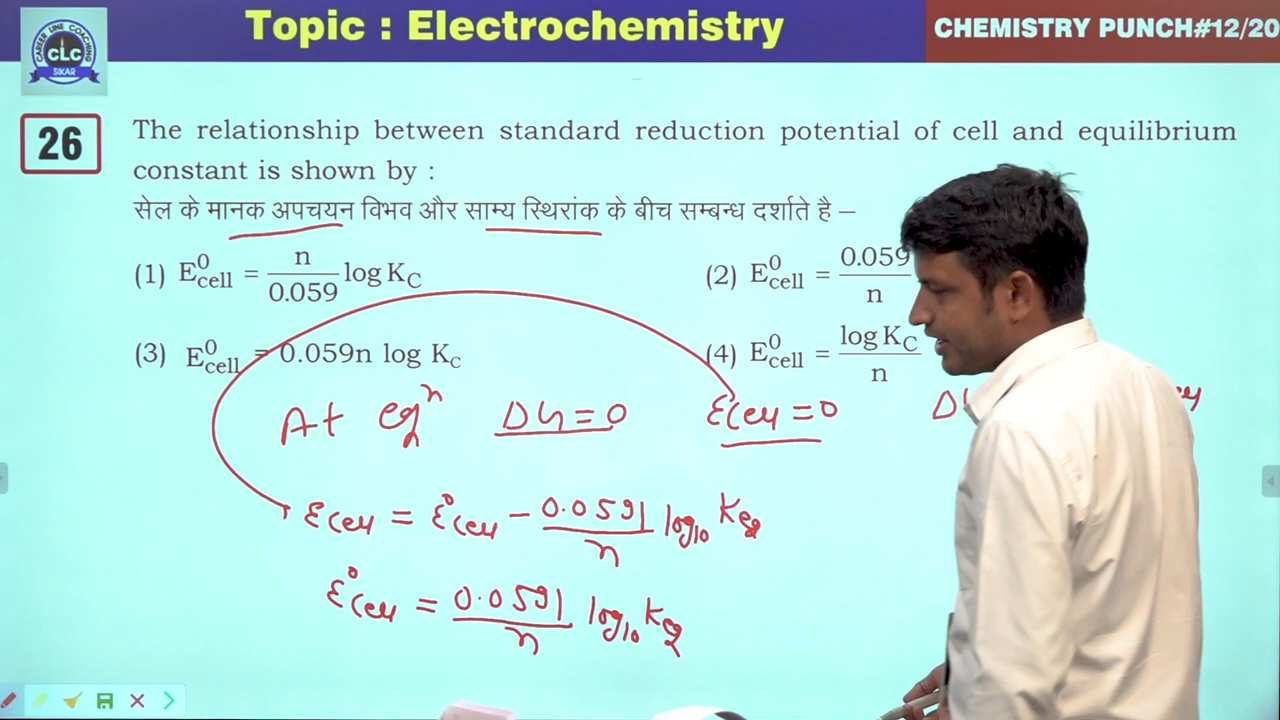 Topic : Electrochemistry
CHEMISTRY PUNCH#12/20
CAREER LINE COACHING
CLC
SIKAR
26
The relationship between standard reduction potential of cell and equilibrium
constant is shown by :
सेल के मानक अपचयन विभव और साम्य स्थिरांक के बीच सम्बन्ध दर्शाते है –
(1) E⁰cell = n/0.059 log KC
(2) E⁰cell = 0.059/n
(3) E⁰cell = 0.059n log KC
(4) E⁰cell = log KC/n
At eqn ΔG=0 Ecell = 0
Ecell = E°cell – 0.0591/n log10 Keq
E°cell = 0.0591/n log10 Keq